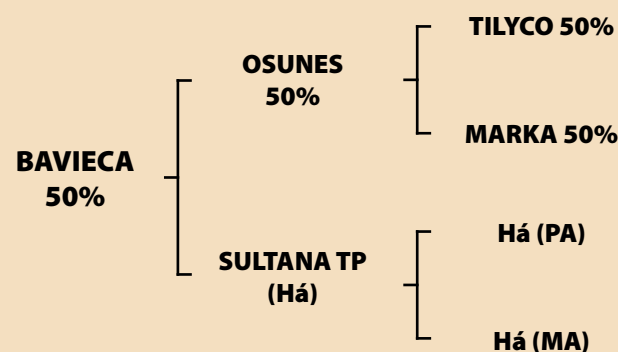 BAVIECA
50%
OSUNES
50%
SULTANA TP
(Há)
TILYCO 50%
MARKA 50%
Há (PA)
Há (MA)